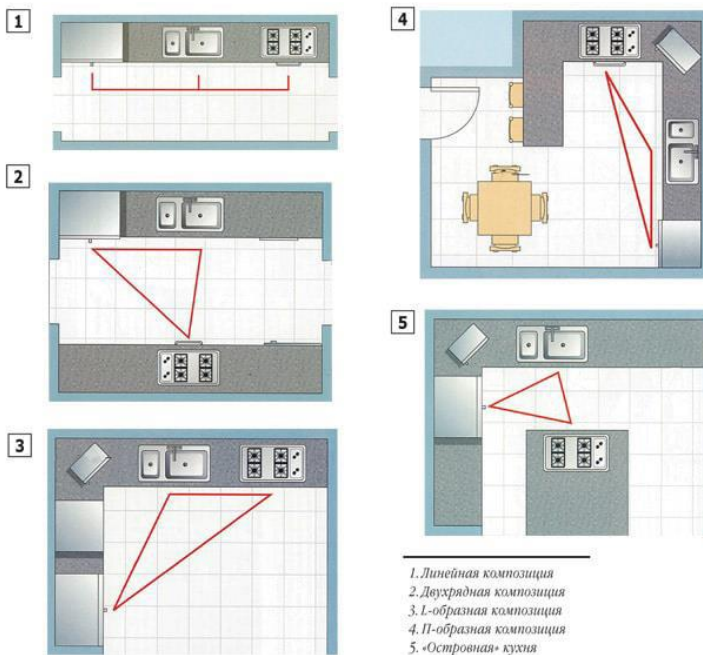 1
2
3
4
5
1. Линейная композиция
2. Двухрядная композиция
3. L-образная композиция
4. П-образная композиция
5. «Островная» кухня